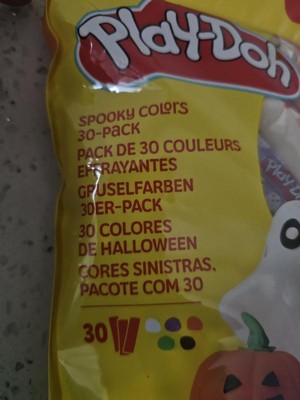 Play-Doh
SPOOKY COLORS
30-PACK
PACK DE 30 COULEURS
EFFRAYANTES
GRUSELFARBEN
30ER-PACK
30 COLORES
DE HALLOWEEN
CORES SINISTRAS.
PACOTE COM 30
30
Play-D